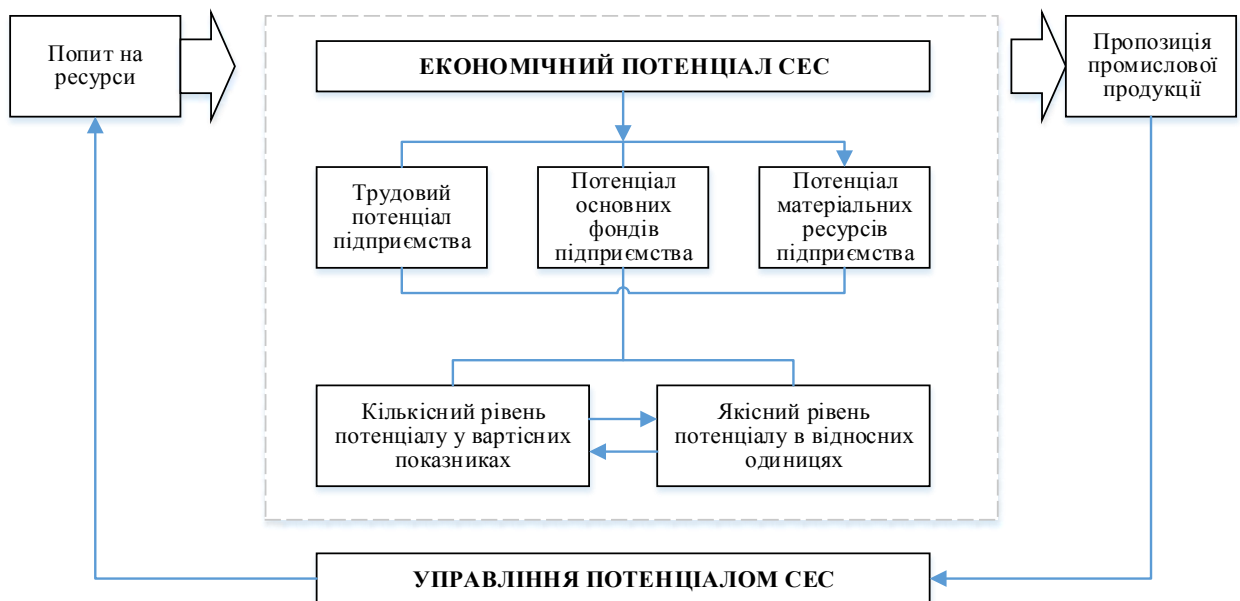 Попит на
ресурси
ЕКОНОМІЧНИЙ ПОТЕНЦІАЛ СЕС
Пропозиція
промислової
продукції
Трудовий
потенціал
підприємства
Потенціал
основних
фондів
підприємства
Потенціал
матеріальних
ресурсів
підприємства
Кількісний рівень
потенціалу у вартісних
показниках
Якісний рівень
потенціалу в відносних
одиницях
УПРАВЛІННЯ ПОТЕНЦІАЛОМ СЕС